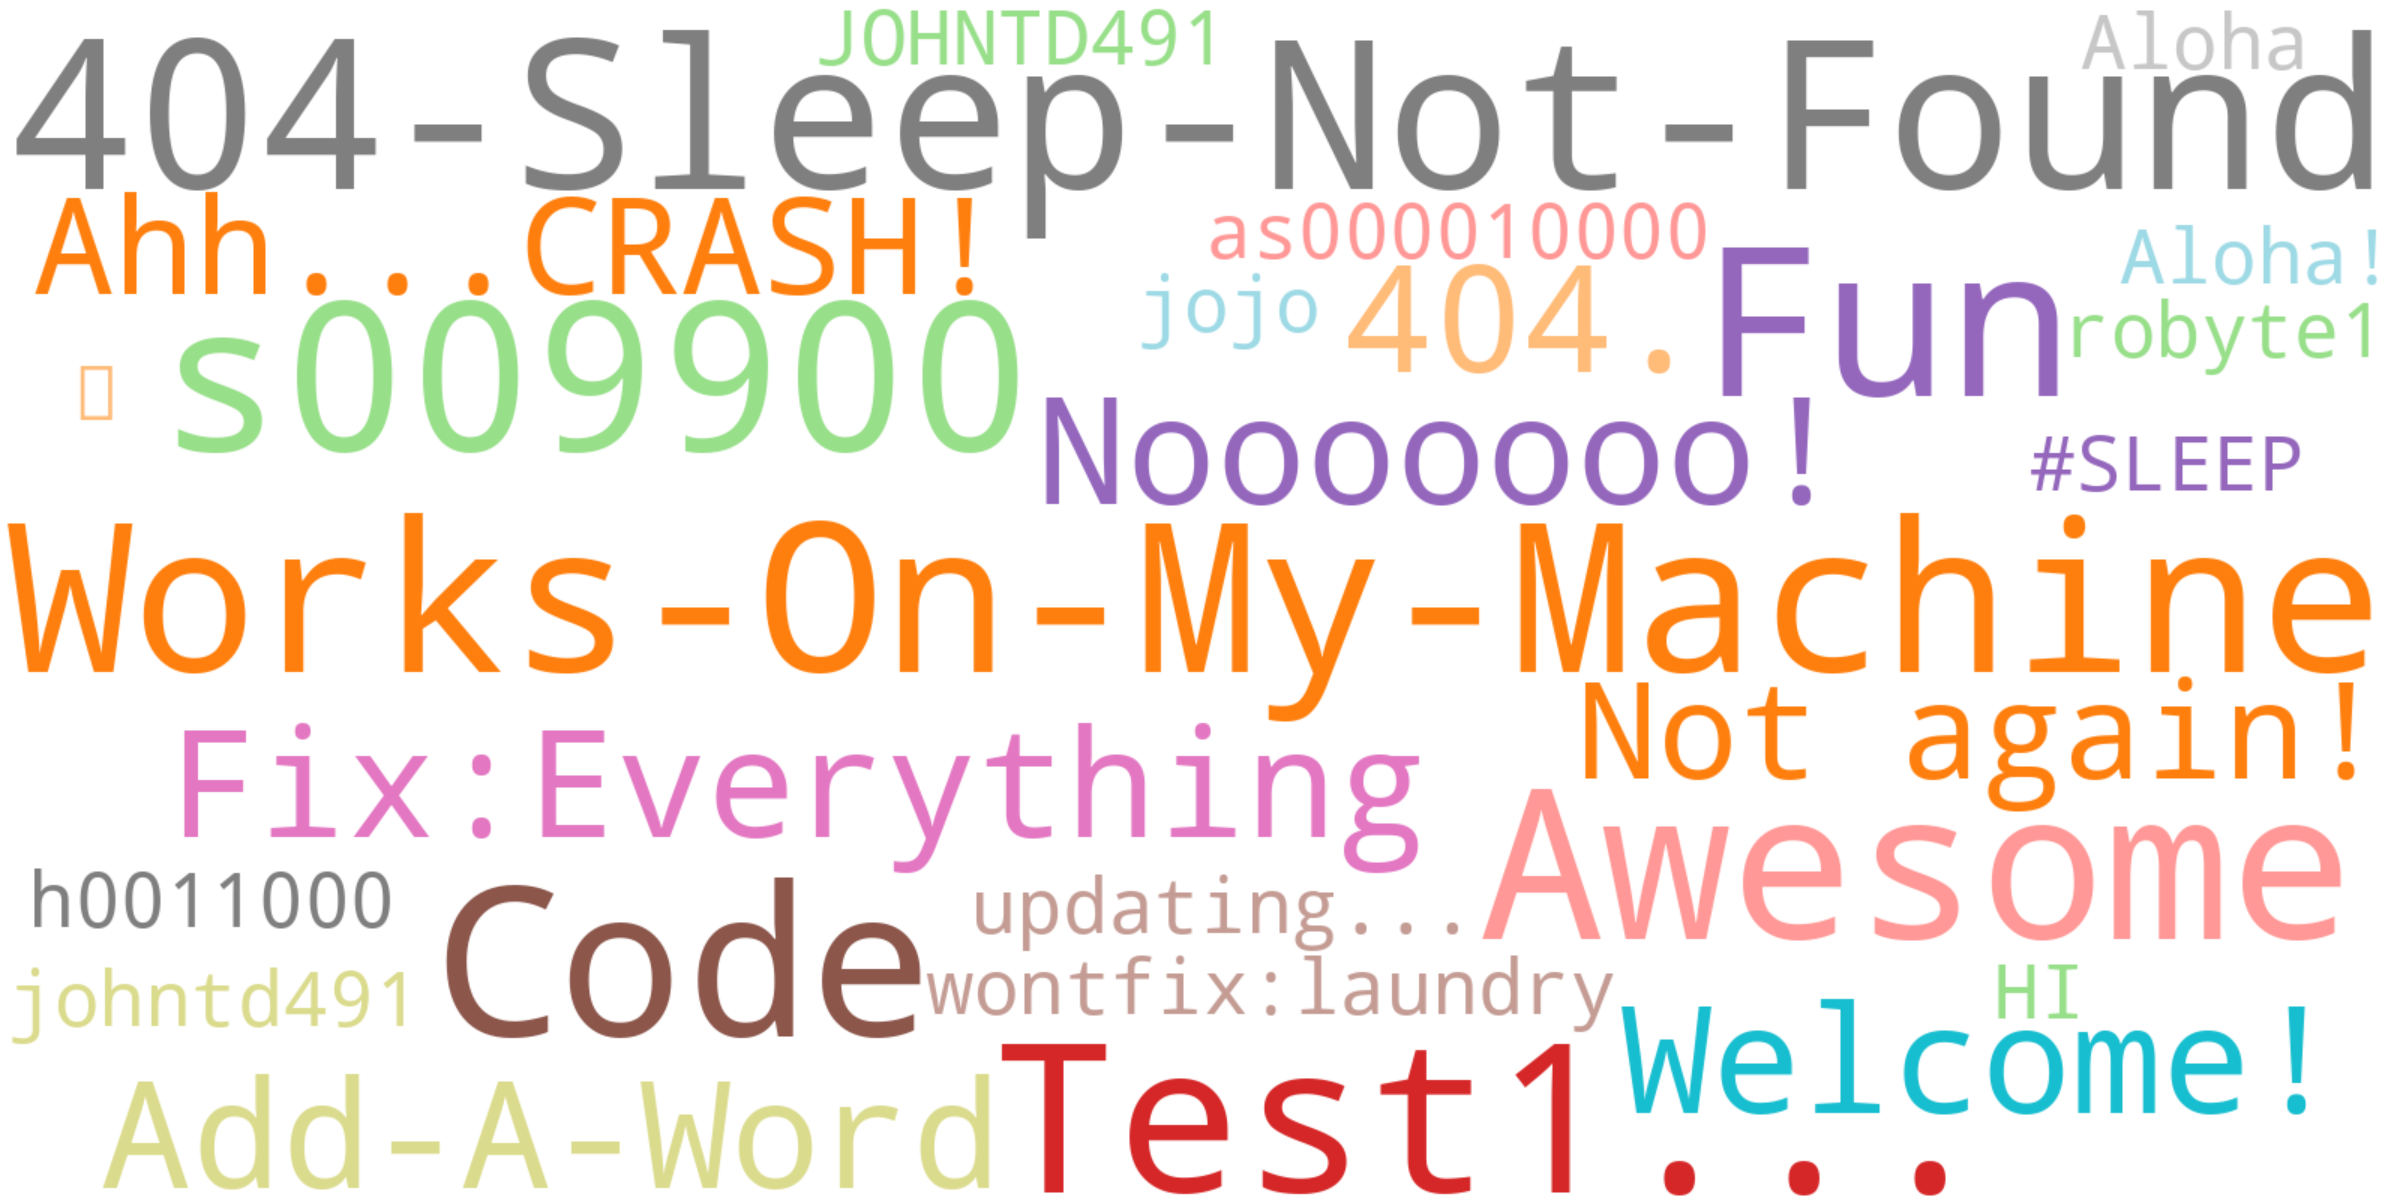 JOHNTD491
Aloha
404-Sleep-Not-Found
Ahh...CRASH!
as000010000
Aloha!
jojo
404.
Fun
robyte1
s009900
Nooooooo!
#SLEEP
Works-On-My-Machine
Not again!
Fix:Everything
Awesome
h0011000
Code
updating...
wontfix:laundry
johntd491
HI
Welcome!
Add-A-Word
Test1...